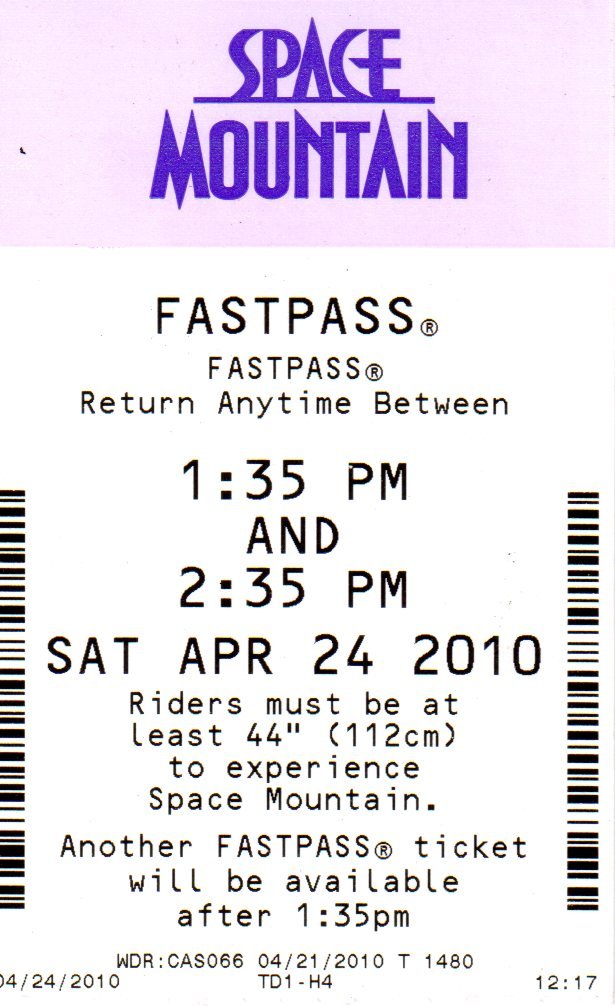 SPACE
MOUNTAIN
FASTPASS®
FASTPASS®
Return Anytime Between
1:35 PM
AND
2:35 PM
SAT APR 24 2010
Riders must be at
least 44" (112cm)
to experience
Space Mountain.
Another FASTPASS® ticket
will be available
after 1:35pm
WDR:CAS066 04/21/2010 T 1480
04/24/2010 TD1-H4 12:17